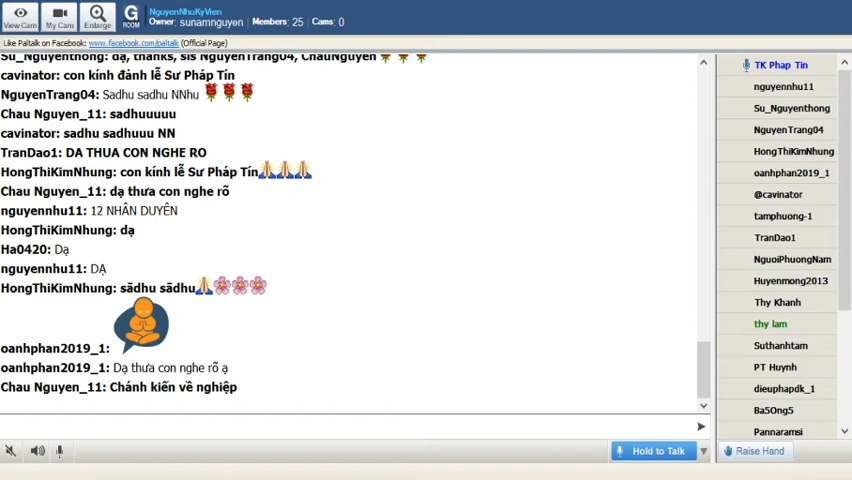 View Cam
My Cam
Enlarge
G
ROOM
NguyenNhuKyVien
Owner: sunamnguyen Members: 25 Cams: 0
Like Paltalk on Facebook: www.facebook.com/paltalk (Official Page)
Su_Nguyenthong: dạ, thanks, sis NguyenTrang04, ChauNguyen
cavinator: con kính đảnh lễ Sư Pháp Tín
NguyenTrang04: Sadhu sadhu NNhu
Chau Nguyen_11: sadhuuuuu
cavinator: sadhu sadhuuu NN
TranDao1: DA THUA CON NGHE RO
HongThiKimNhung: con kính lễ Sư Pháp Tín
Chau Nguyen_11: dạ thưa con nghe rõ
nguyennhu11: 12 NHÂN DUYÊN
HongThiKimNhung: dạ
Ha0420: Dạ
nguyennhu11: DẠ
HongThiKimNhung: sādhu sādhu
oanhphan2019_1:
oanhphan2019_1: Dạ thưa con nghe rõ ạ
Chau Nguyen_11: Chánh kiến về nghiệp
Hold to Talk
TK Phap Tin
nguyennhu11
Su_Nguyenthong
NguyenTrang04
HongThiKimNhung
oanhphan2019_1
@cavinator
tamphuong-1
TranDao1
NguoiPhuongNam
Huyenmong2013
Thy Khanh
thy lam
Suthanhtam
PT Huynh
dieuphapdk_1
Ba5Ong5
Pannaramsi
Raise Hand